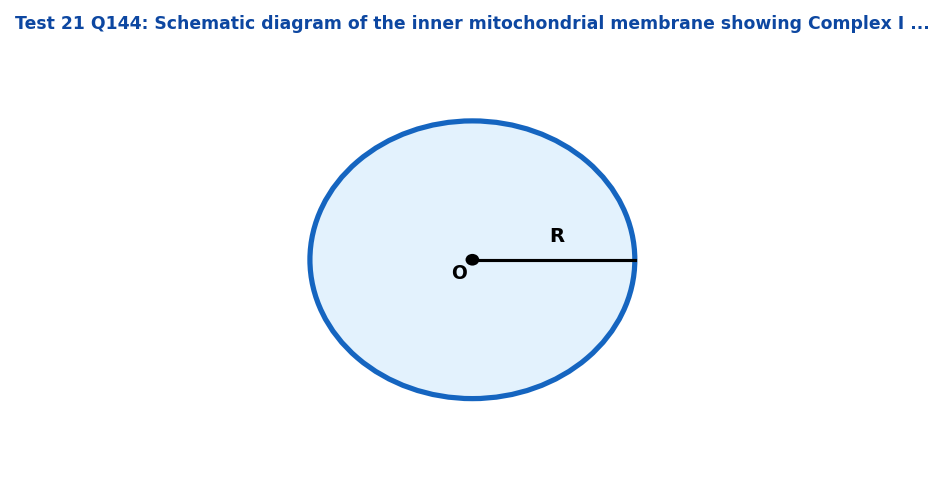 Test 21 Q144: Schematic diagram of the inner mitochondrial membrane showing Complex I ...
R
O